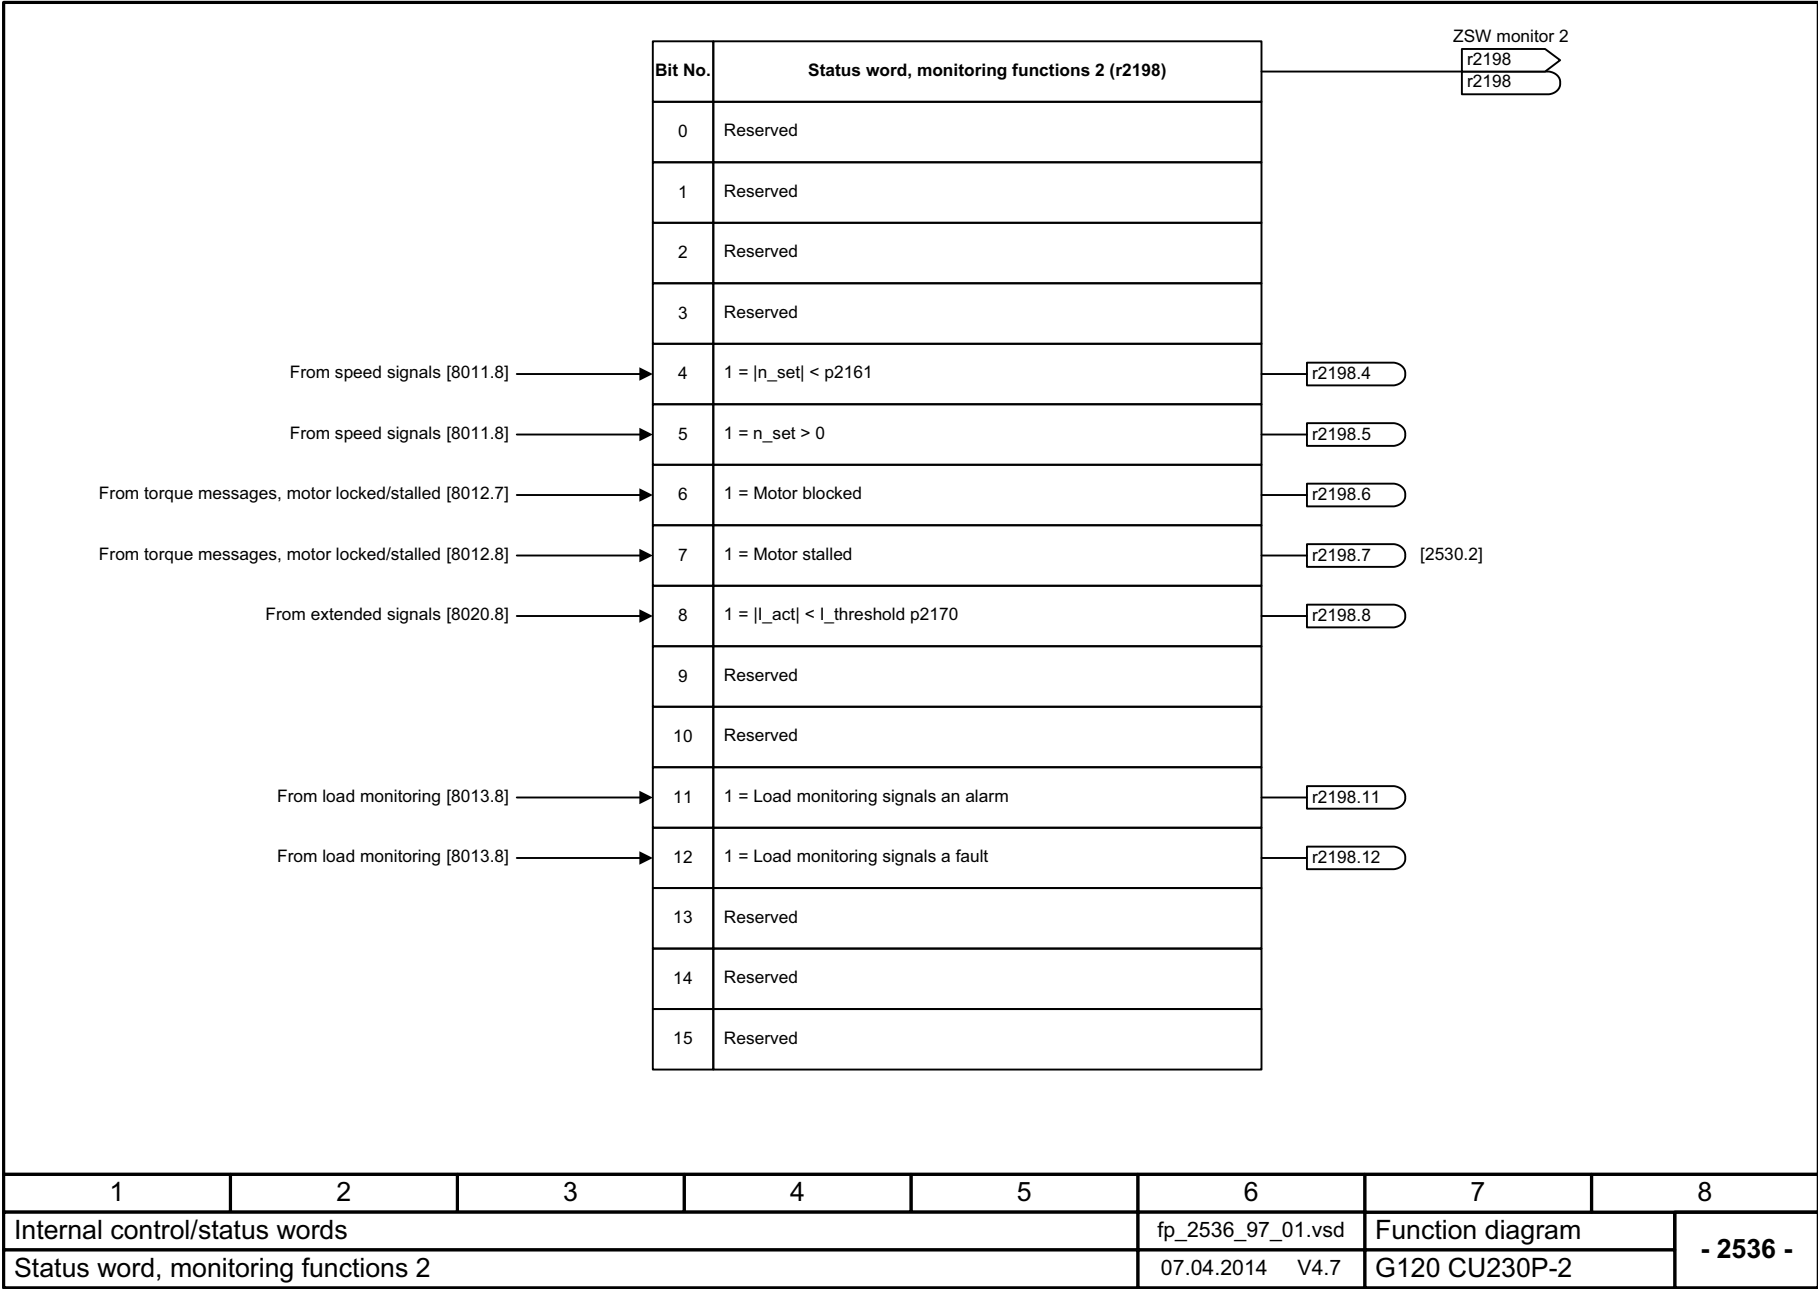 ZSW monitor 2
r2198
r2198
Bit No. Status word, monitoring functions 2 (r2198)
0 Reserved
1 Reserved
2 Reserved
3 Reserved
From speed signals [8011.8] 4 1 = |n_set| < p2161 r2198.4
From speed signals [8011.8] 5 1 = n_set > 0 r2198.5
From torque messages, motor locked/stalled [8012.7] 6 1 = Motor blocked r2198.6
From torque messages, motor locked/stalled [8012.8] 7 1 = Motor stalled r2198.7 [2530.2]
From extended signals [8020.8] 8 1 = |I_act| < I_threshold p2170 r2198.8
9 Reserved
10 Reserved
From load monitoring [8013.8] 11 1 = Load monitoring signals an alarm r2198.11
From load monitoring [8013.8] 12 1 = Load monitoring signals a fault r2198.12
13 Reserved
14 Reserved
15 Reserved
1 2 3 4 5 6 7 8
Internal control/status words fp_2536_97_01.vsd Function diagram - 2536 -
Status word, monitoring functions 2 07.04.2014 V4.7 G120 CU230P-2